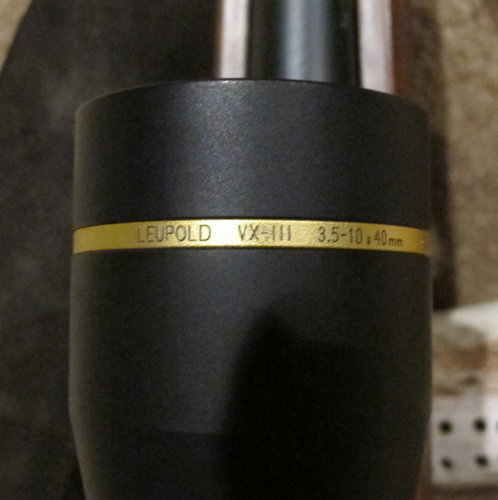 LEUPOLD VX-III 3.5-10 x 40mm